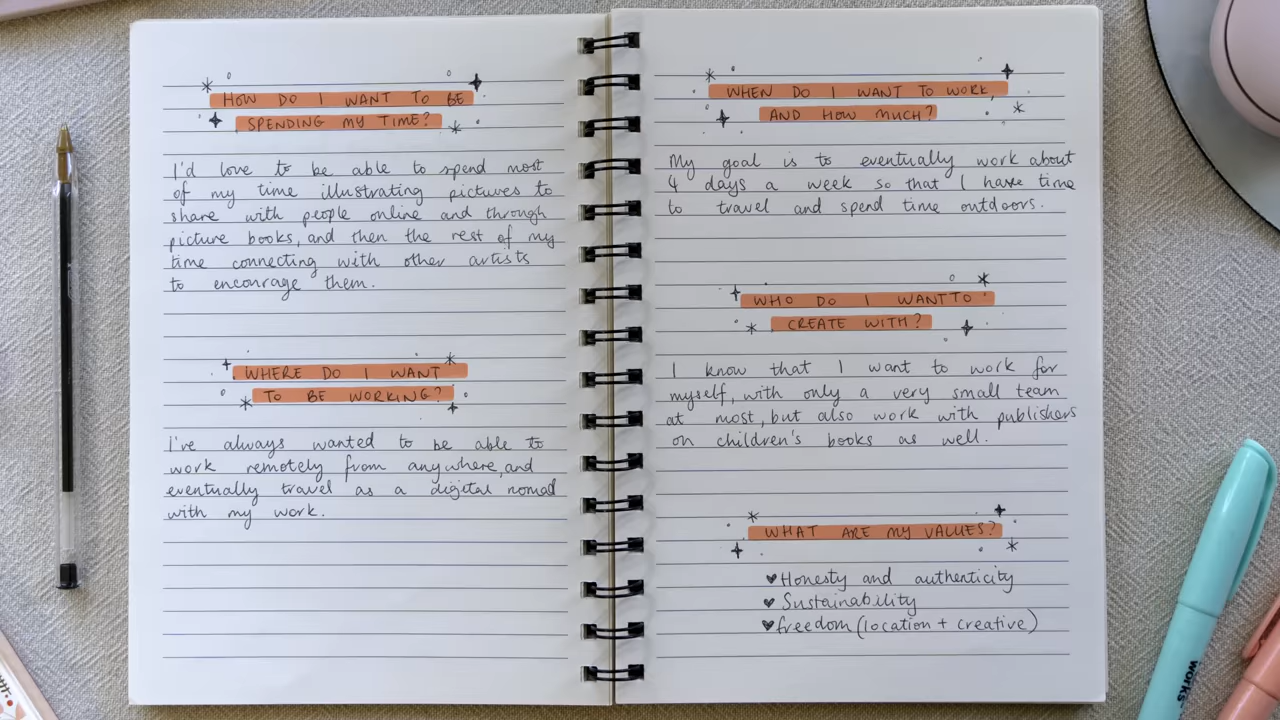 HOW DO I WANT TO BE
SPENDING MY TIME?
I'd love to be able to spend most
of my time illustrating pictures to
share with people online and through
picture books, and then the rest of my
time connecting with other artists
to encourage them.
WHERE DO I WANT
TO BE WORKING?
I've always wanted to be able to
work remotely from anywhere, and
eventually travel as a digital nomad
with my work.
WHEN DO I WANT TO WORK,
AND HOW MUCH?
My goal is to eventually work about
4 days a week so that I have time
to travel and spend time outdoors.
WHO DO I WANT TO
CREATE WITH?
I know that I want to work for
myself, with only a very small team
at most, but also work with publishers
on children's books as well.
WHAT ARE MY VALUES?
♥ Honesty and authenticity
♥ Sustainability
♥ freedom (location + creative)
WORKS